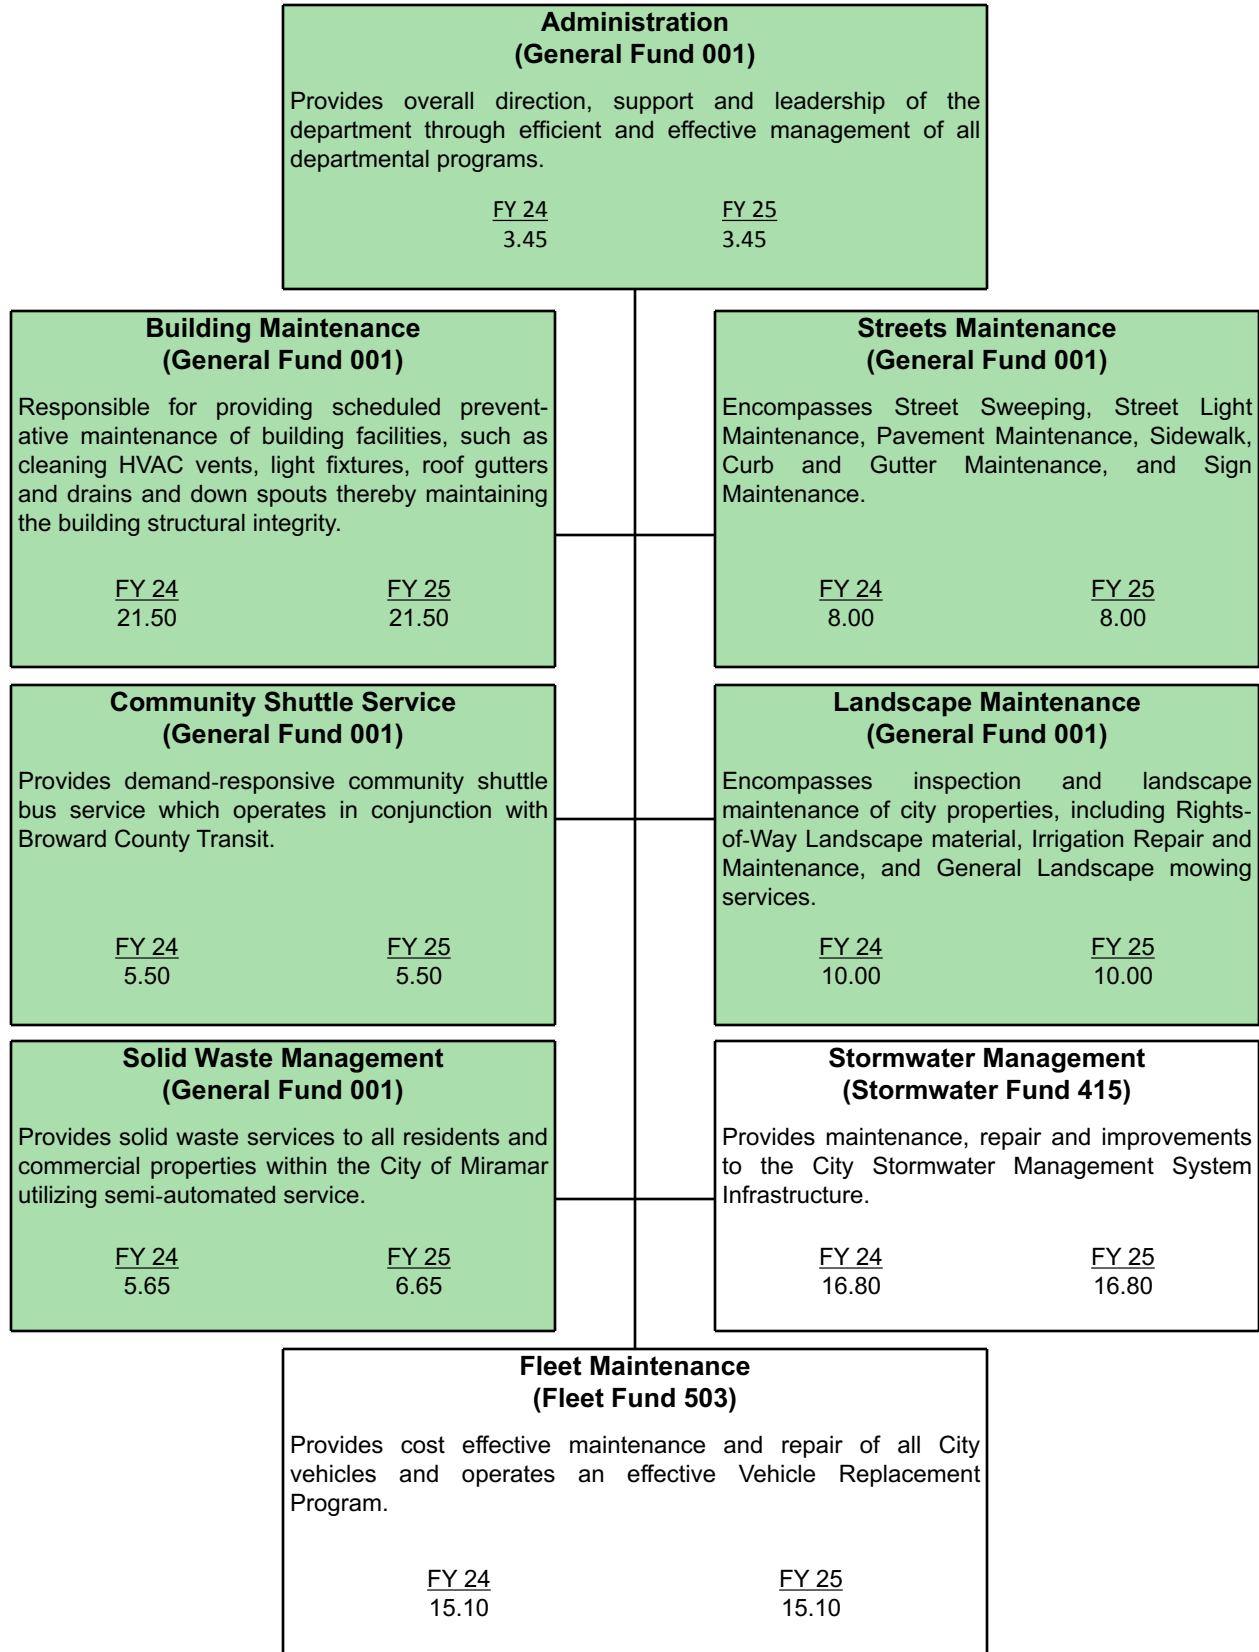 Administration
(General Fund 001)
Provides overall direction, support and leadership of the
department through efficient and effective management of all
departmental programs.
FY 24 FY 25
3.45 3.45
Building Maintenance
(General Fund 001)
Responsible for providing scheduled prevent-
ative maintenance of building facilities, such as
cleaning HVAC vents, light fixtures, roof gutters
and drains and down spouts thereby maintaining
the building structural integrity.
FY 24 FY 25
21.50 21.50
Streets Maintenance
(General Fund 001)
Encompasses Street Sweeping, Street Light
Maintenance, Pavement Maintenance, Sidewalk,
Curb and Gutter Maintenance, and Sign
Maintenance.
FY 24 FY 25
8.00 8.00
Community Shuttle Service
(General Fund 001)
Provides demand-responsive community shuttle
bus service which operates in conjunction with
Broward County Transit.
FY 24 FY 25
5.50 5.50
Landscape Maintenance
(General Fund 001)
Encompasses inspection and landscape
maintenance of city properties, including Rights-
of-Way Landscape material, Irrigation Repair and
Maintenance, and General Landscape mowing
services.
FY 24 FY 25
10.00 10.00
Solid Waste Management
(General Fund 001)
Provides solid waste services to all residents and
commercial properties within the City of Miramar
utilizing semi-automated service.
FY 24 FY 25
5.65 6.65
Stormwater Management
(Stormwater Fund 415)
Provides maintenance, repair and improvements
to the City Stormwater Management System
Infrastructure.
FY 24 FY 25
16.80 16.80
Fleet Maintenance
(Fleet Fund 503)
Provides cost effective maintenance and repair of all City
vehicles and operates an effective Vehicle Replacement
Program.
FY 24 FY 25
15.10 15.10